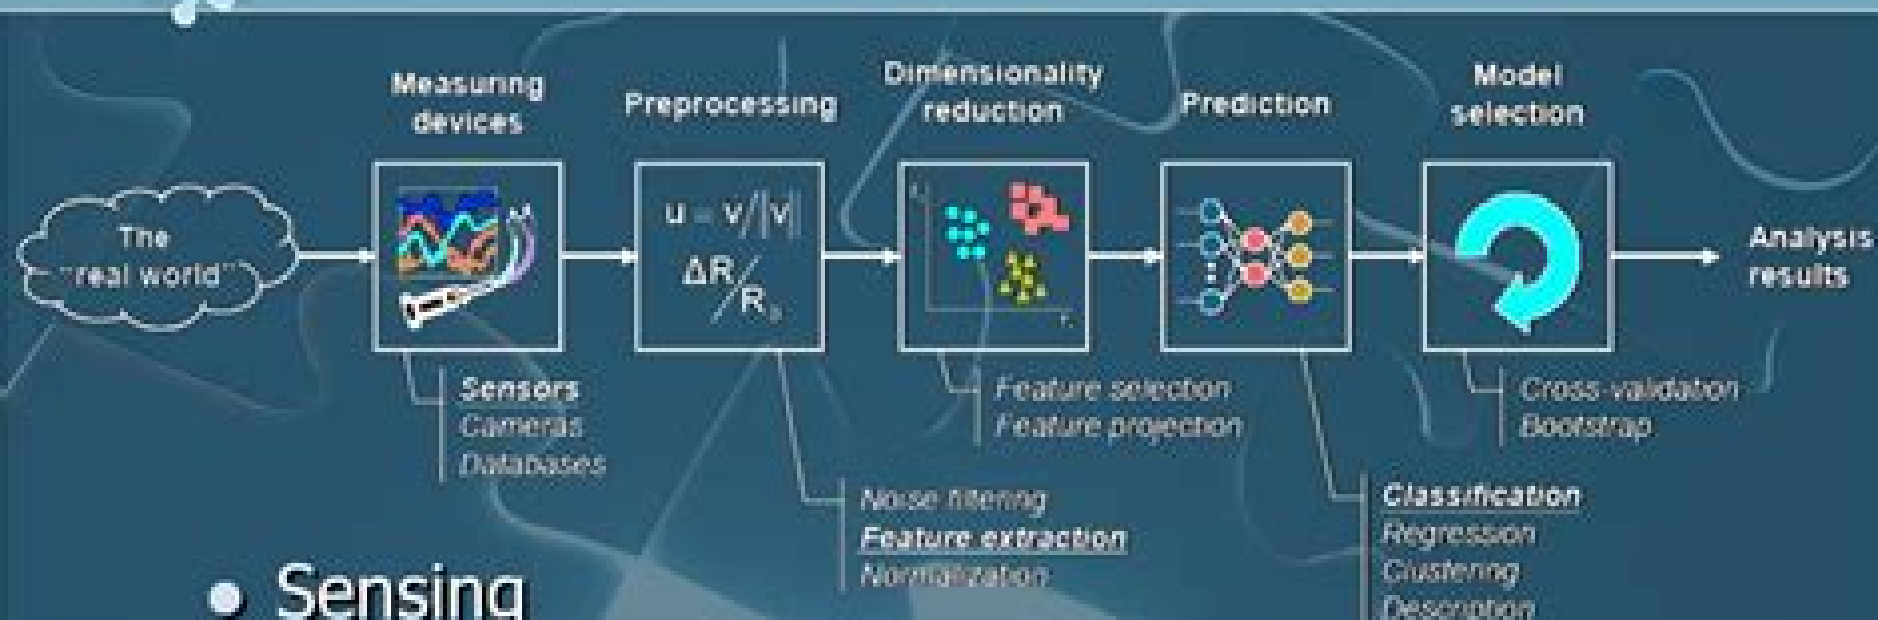 Measuring
devices
Preprocessing
Dimensionality
reduction
Prediction
Model
selection
The
"real world"
u = v/|v|
ΔR/R
Analysis
results
Sensors
Cameras
Databases
Noise filtering
Feature extraction
Normalization
Feature selection
Feature projection
Classification
Regression
Clustering
Description
Cross-validation
Bootstrap
Sensing